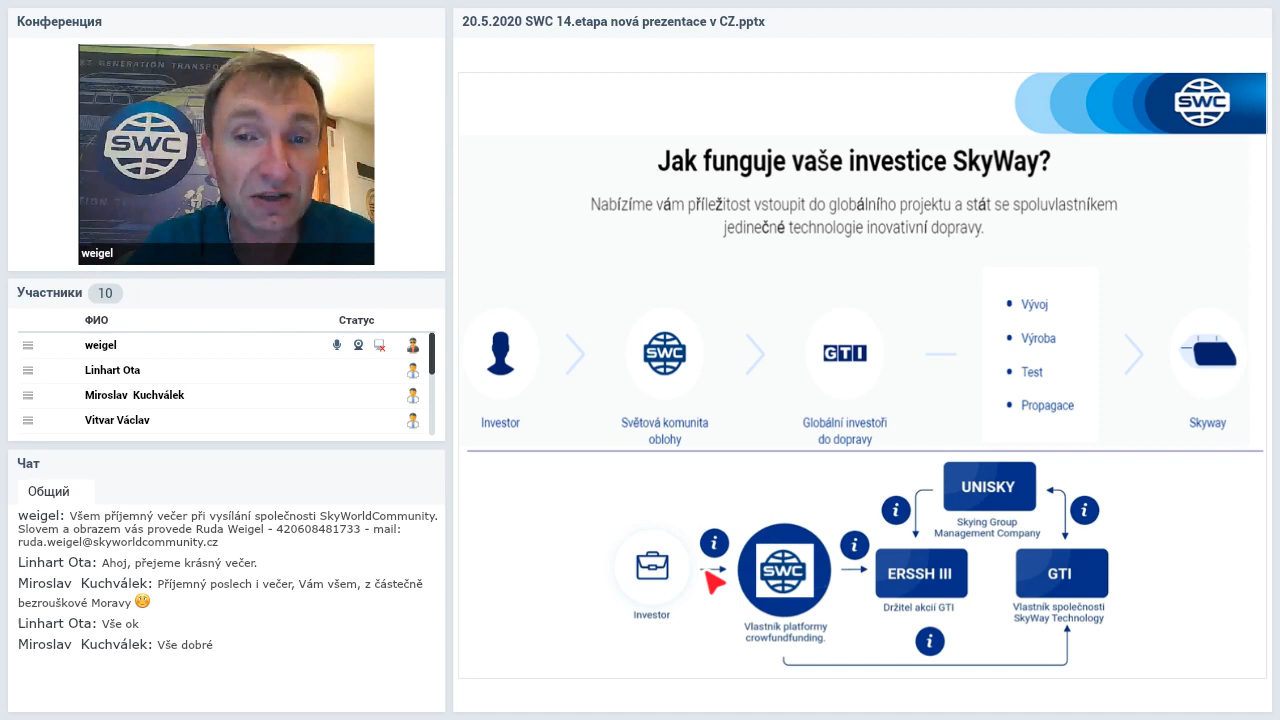 Конференция
NEXT GENERATION TRANSPO
SWC
weigel
Участники 10
ФИО Статус
weigel
Linhart Ota
Miroslav Kuchválek
Vitvar Václav
Чат
Общий
weigel: Všem příjemný večer při vysílání společnosti SkyWorldCommunity.
Slovem a obrazem vás provede Ruda Weigel - 420608481733 - mail:
ruda.weigel@skyworldcommunity.cz
Linhart Ota: Ahoj, přejeme krásný večer.
Miroslav Kuchválek: Příjemný poslech i večer, Vám všem, z částečně
bezrouškové Moravy
Linhart Ota: Vše ok
Miroslav Kuchválek: Vše dobré
20.5.2020 SWC 14.etapa nová prezentace v CZ.pptx
SWC
Jak funguje vaše investice SkyWay?
Nabízíme vám příležitost vstoupit do globálního projektu a stát se spoluvlastníkem
jedinečné technologie inovativní dopravy.
Investor
SWC
Světová komunita
oblohy
GTI
Globální investoři
do dopravy
Vývoj
Výroba
Test
Propagace
Skyway
Investor
i
SWC
Vlastník platformy
crowfundfunding.
i
i
UNISKY
Skying Group
Management Company
i
ERSSH III
Držitel akcií GTI
GTI
Vlastník společnosti
SkyWay Technology
i